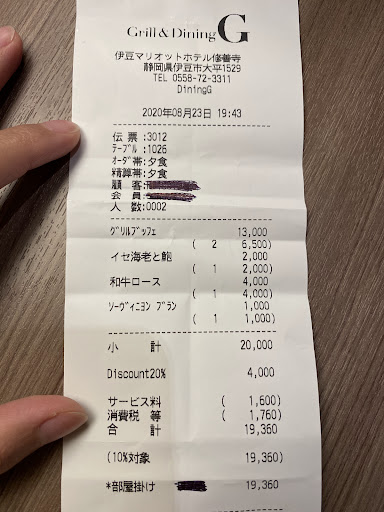 Grill & Dining G
伊豆マリオットホテル修善寺
静岡県伊豆市大平1529
TEL 0558-72-3311
DiningG
2020年08月23日 19:43
伝 票:3012
ﾃｰﾌﾞﾙ:1026
ｵｰﾀﾞ帯:夕食
精算帯:夕食
顧 客:
会 員:
人 数:0002
ｸﾞﾘﾙﾌﾞｯﾌｪ 13,000
( 2 6,500)
イセ海老と鮑 2,000
( 1 2,000)
和牛ロース 4,000
( 1 4,000)
ｿｰｳﾞｨﾆﾖﾝ ﾌﾞﾗﾝ 1,000
( 1 1,000)
小 計 20,000
Discount20% 4,000
サービス料 ( 1,600)
消費税 等 ( 1,760)
合 計 19,360
(10%対象 19,360)
*部屋掛け 19,360